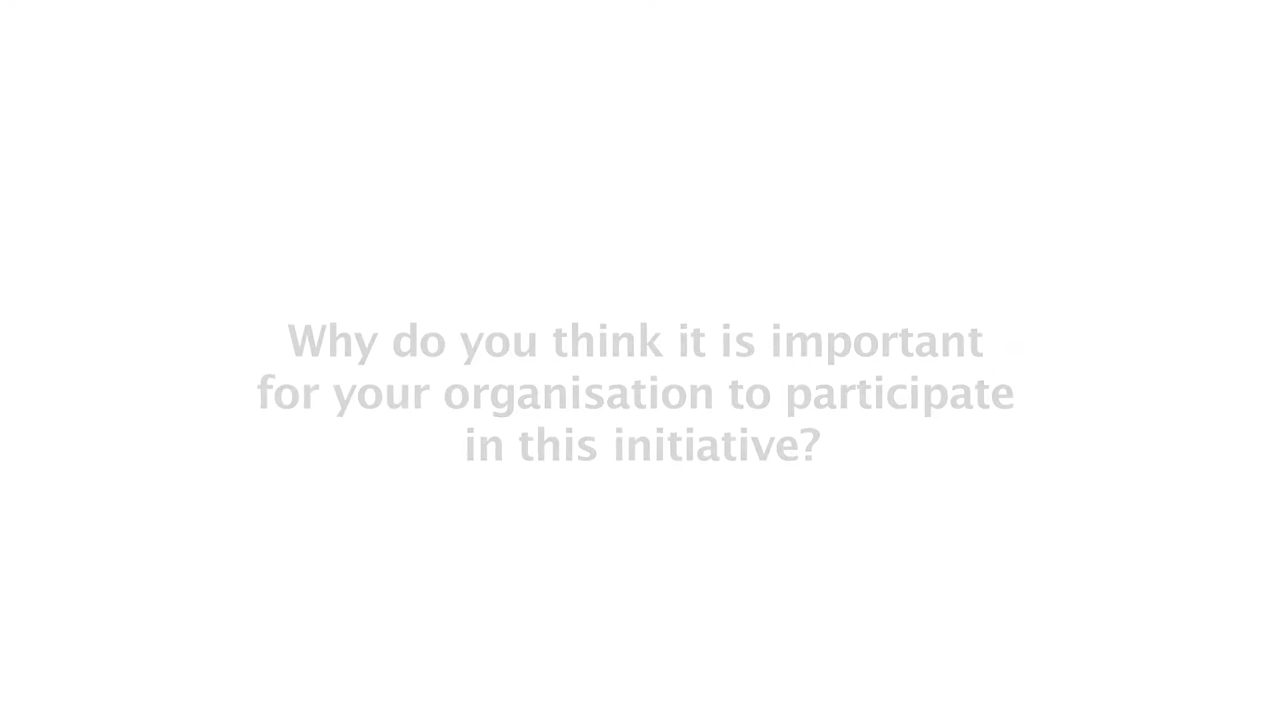 Why do you think it is important
for your organisation to participate
in this initiative?